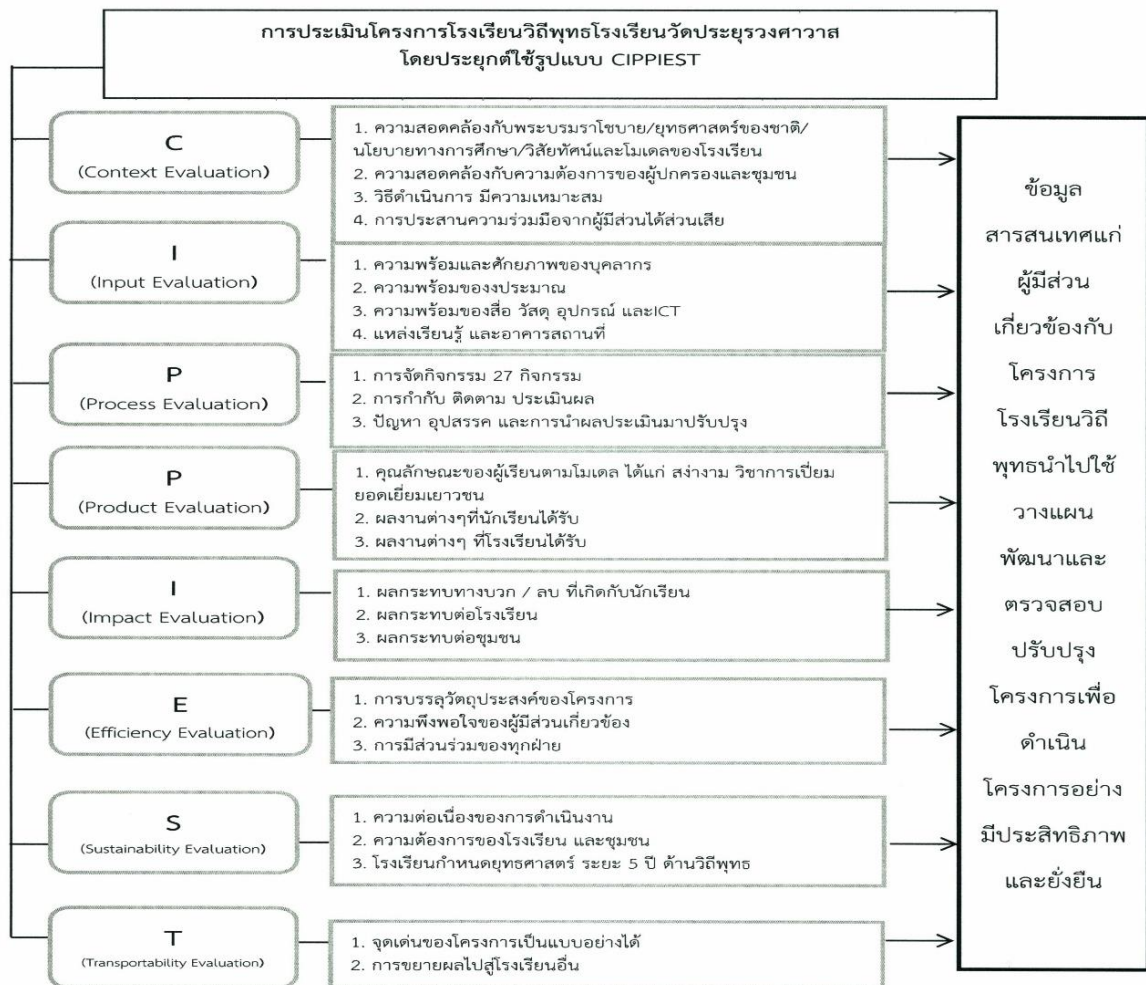 การประเมินโครงการโรงเรียนวิถีพุทธโรงเรียนวัดประยุรวงศาวาส
โดยประยุกต์ใช้รูปแบบ CIPPIEST
C
(Context Evaluation)
1. ความสอดคล้องกับพระบรมราโชบาย/ยุทธศาสตร์ของชาติ/
นโยบายทางการศึกษา/วิสัยทัศน์และโมเดลของโรงเรียน
2. ความสอดคล้องกับความต้องการของผู้ปกครองและชุมชน
3. วิธีดำเนินการ มีความเหมาะสม
4. การประสานความร่วมมือจากผู้มีส่วนได้ส่วนเสีย
I
(Input Evaluation)
1. ความพร้อมและศักยภาพของบุคลากร
2. ความพร้อมของงประมาณ
3. ความพร้อมของสื่อ วัสดุ อุปกรณ์ และICT
4. แหล่งเรียนรู้ และอาคารสถานที่
P
(Process Evaluation)
1. การจัดกิจกรรม 27 กิจกรรม
2. การกำกับ ติดตาม ประเมินผล
3. ปัญหา อุปสรรค และการนำผลประเมินมาปรับปรุง
P
(Product Evaluation)
1. คุณลักษณะของผู้เรียนตามโมเดล ได้แก่ สง่างาม วิชาการเปี่ยม
ยอดเยี่ยมเยาวชน
2. ผลงานต่างๆที่นักเรียนได้รับ
3. ผลงานต่างๆ ที่โรงเรียนได้รับ
I
(Impact Evaluation)
1. ผลกระทบทางบวก / ลบ ที่เกิดกับนักเรียน
2. ผลกระทบต่อโรงเรียน
3. ผลกระทบต่อชุมชน
E
(Efficiency Evaluation)
1. การบรรลุวัตถุประสงค์ของโครงการ
2. ความพึงพอใจของผู้มีส่วนเกี่ยวข้อง
3. การมีส่วนร่วมของทุกฝ่าย
S
(Sustainability Evaluation)
1. ความต่อเนื่องของการดำเนินงาน
2. ความต้องการของโรงเรียน และชุมชน
3. โรงเรียนกำหนดยุทธศาสตร์ ระยะ 5 ปี ด้านวิถีพุทธ
T
(Transportability Evaluation)
1. จุดเด่นของโครงการเป็นแบบอย่างได้
2. การขยายผลไปสู่โรงเรียนอื่น
ข้อมูล
สารสนเทศแก่
ผู้มีส่วน
เกี่ยวข้องกับ
โครงการ
โรงเรียนวิถี
พุทธนำไปใช้
วางแผน
พัฒนาและ
ตรวจสอบ
ปรับปรุง
โครงการเพื่อ
ดำเนิน
โครงการอย่าง
มีประสิทธิภาพ
และยั่งยืน